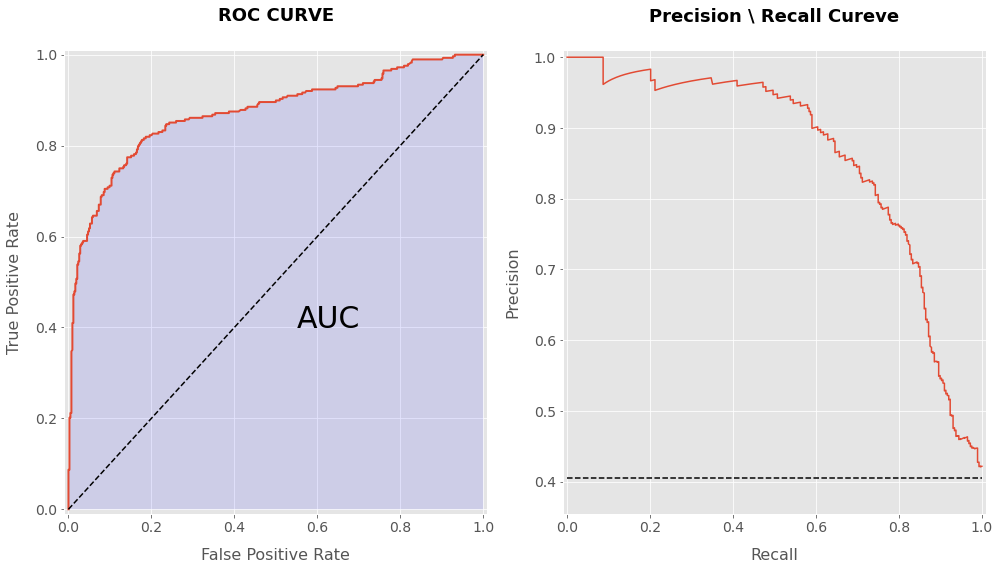 ROC CURVE
1.0
0.8
0.6
0.4
0.2
0.0
True Positive Rate
AUC
0.0 0.2 0.4 0.6 0.8 1.0
False Positive Rate
Precision \ Recall Cureve
1.0
0.9
0.8
0.7
0.6
0.5
0.4
Precision
0.0 0.2 0.4 0.6 0.8 1.0
Recall